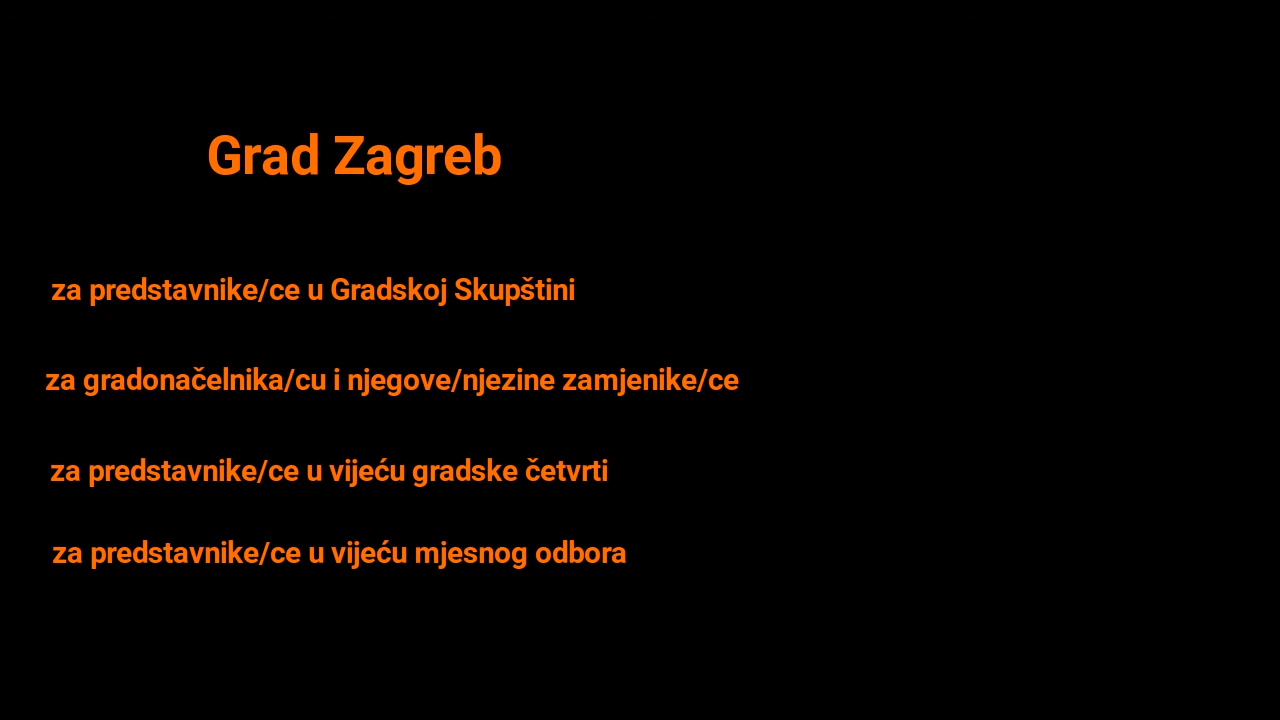 Grad Zagreb
za predstavnike/ce u Gradskoj Skupštini
za gradonačelnika/cu i njegove/njezine zamjenike/ce
za predstavnike/ce u vijeću gradske četvrti
za predstavnike/ce u vijeću mjesnog odbora